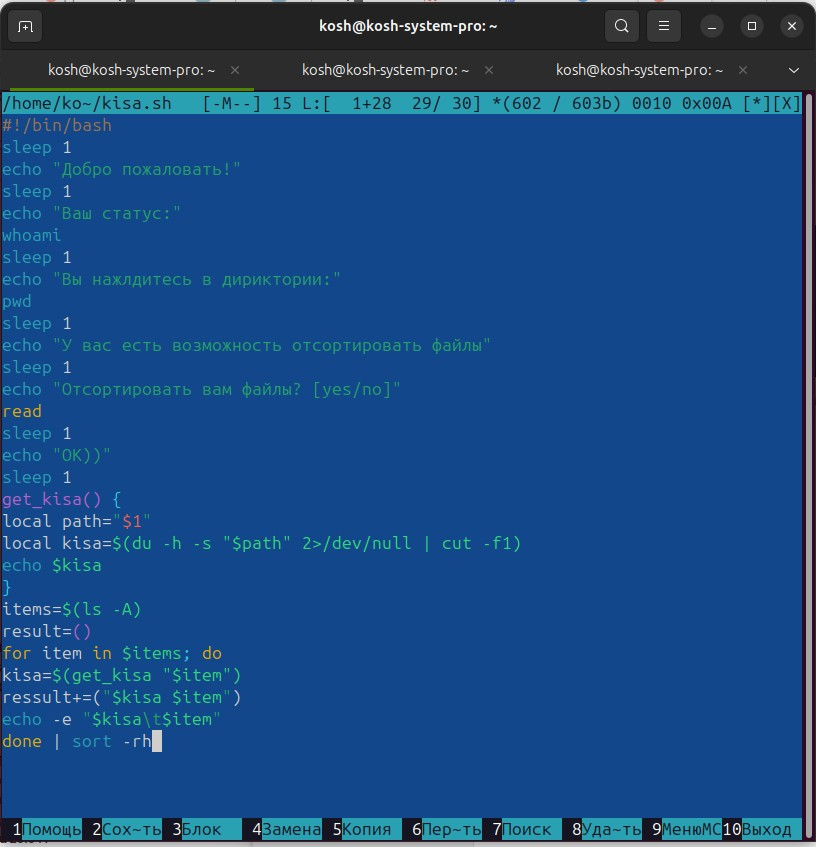 kosh@kosh-system-pro: ~
kosh@kosh-system-pro: ~ × kosh@kosh-system-pro: ~ × kosh@kosh-system-pro: ~ ×
/home/ko~/kisa.sh [-M--] 15 L:[ 1+28 29/ 30] *(602 / 603b) 0010 0x00A [*][X]
#!/bin/bash
sleep 1
echo "Добро пожаловать!"
sleep 1
echo "Ваш статус:"
whoami
sleep 1
echo "Вы нажлдитесь в дириктории:"
pwd
sleep 1
echo "У вас есть возможность отсортировать файлы"
sleep 1
echo "Отсортировать вам файлы? [yes/no]"
read
sleep 1
echo "OK))"
sleep 1
get_kisa() {
local path="$1"
local kisa=$(du -h -s "$path" 2>/dev/null | cut -f1)
echo $kisa
}
items=$(ls -A)
result=()
for item in $items; do
kisa=$(get_kisa "$item")
ressult+=("$kisa $item")
echo -e "$kisa\t$item"
done | sort -rh
1Помощь 2Сох~ть 3Блок 4Замена 5Копия 6Пер~ть 7Поиск 8Уда~ть 9МенюМС 10Выход